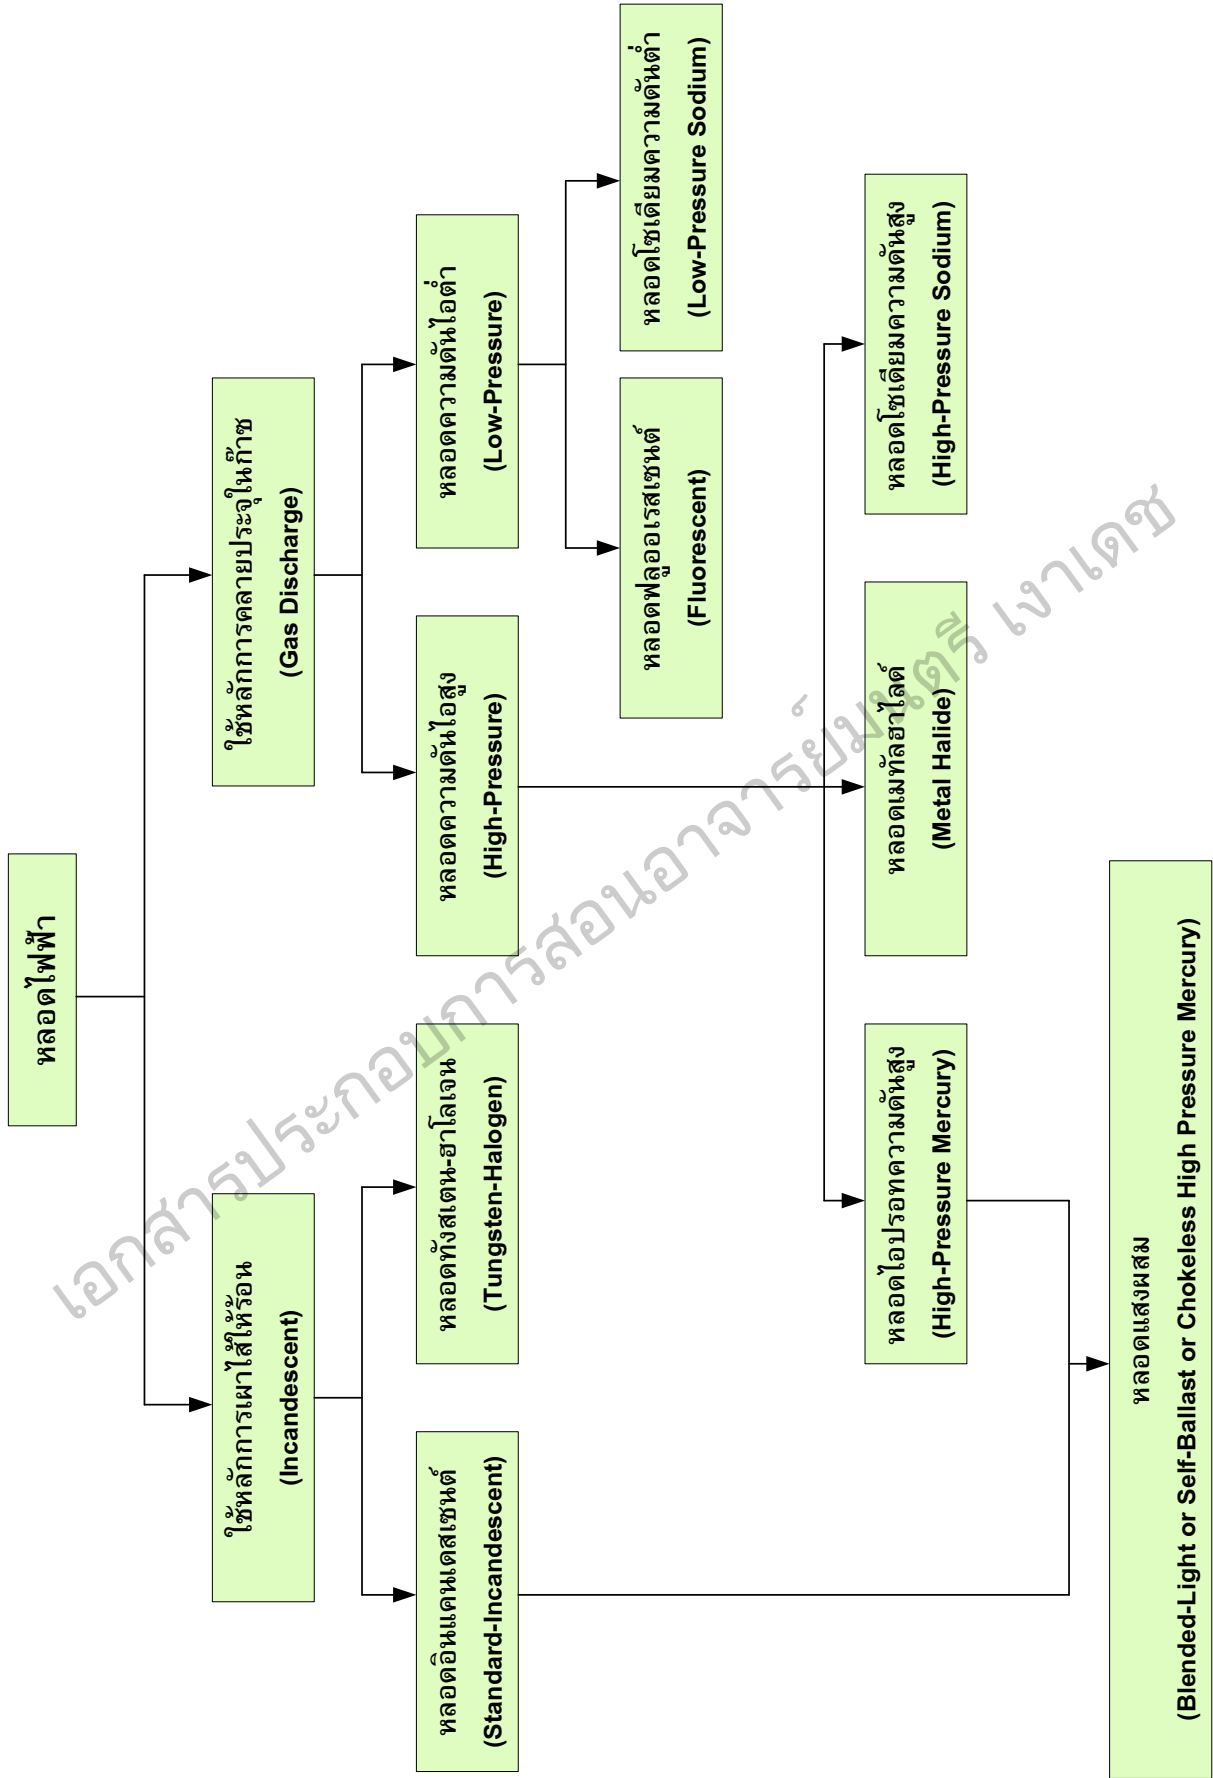 หลอดไฟฟ้า
ใช้หลักการเผาไส้ให้ร้อน
(Incandescent)
ใช้หลักการคลายประจุในก๊าซ
(Gas Discharge)
หลอดอินแคนเดสเซนต์
(Standard-Incandescent)
หลอดทังสเตน-ฮาโลเจน
(Tungsten-Halogen)
หลอดความดันไอสูง
(High-Pressure)
หลอดความดันไอต่ำ
(Low-Pressure)
หลอดฟลูออเรสเซนต์
(Fluorescent)
หลอดโซเดียมความดันต่ำ
(Low-Pressure Sodium)
หลอดไอปรอทความดันสูง
(High-Pressure Mercury)
หลอดเมทัลฮาไลด์
(Metal Halide)
หลอดโซเดียมความดันสูง
(High-Pressure Sodium)
หลอดแสงผสม
(Blended-Light or Self-Ballast or Chokeless High Pressure Mercury)
เอกสารประกอบการสอนอาจารย์มนตรี เงาเดช